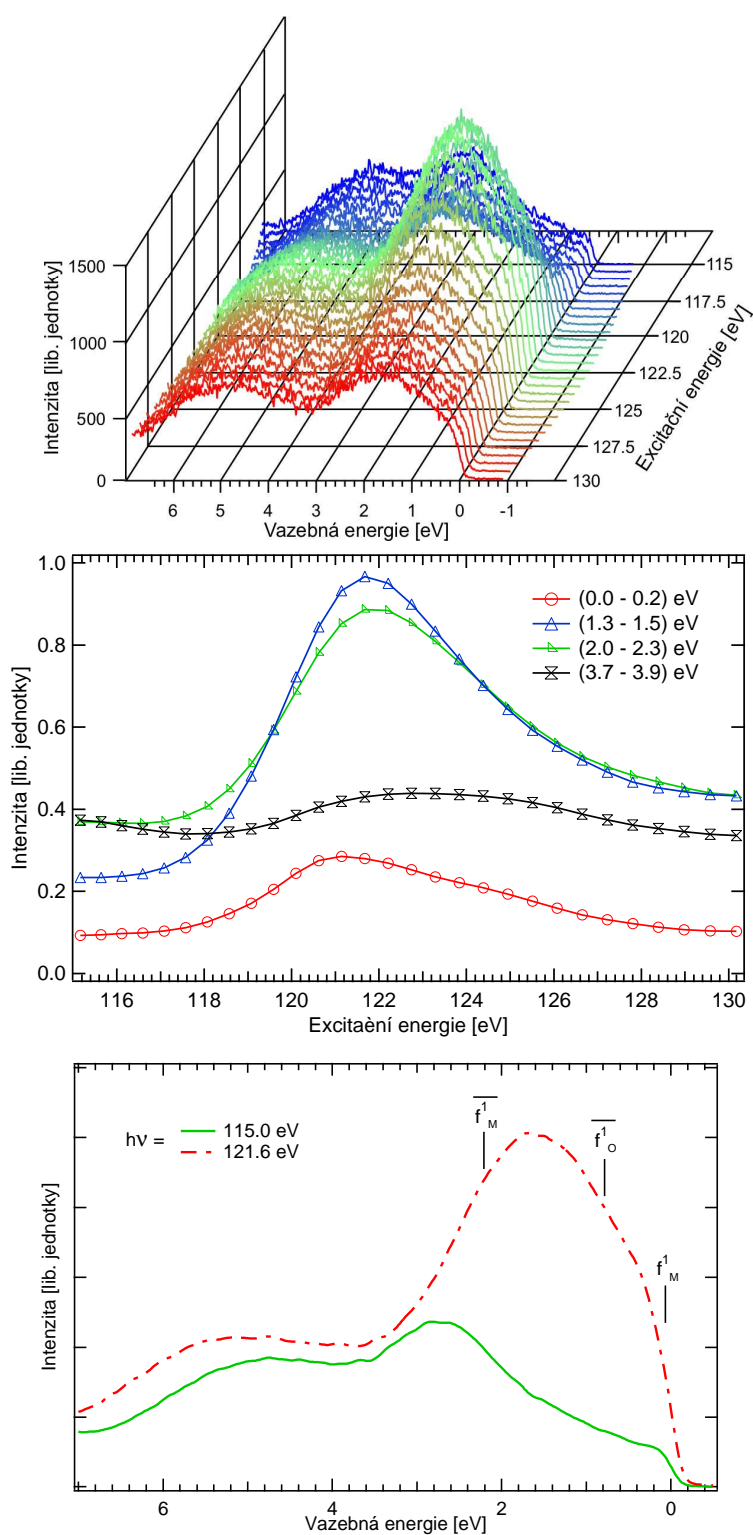 1500
1000
500
0
Intenzita [lib. jednotky]
6 5 4 3 2 1 0 -1
Vazebná energie [eV]
115
117.5
120
122.5
125
127.5
130
Excitační energie [eV]
1.0
0.8
0.6
0.4
0.2
0.0
Intenzita [lib. jednotky]
(0.0 - 0.2) eV
(1.3 - 1.5) eV
(2.0 - 2.3) eV
(3.7 - 3.9) eV
116 118 120 122 124 126 128 130
Excitaèní energie [eV]
Intenzita [lib. jednotky]
hν =
115.0 eV
121.6 eV
f¹M
f¹O
f¹M
6 4 2 0
Vazebná energie [eV]